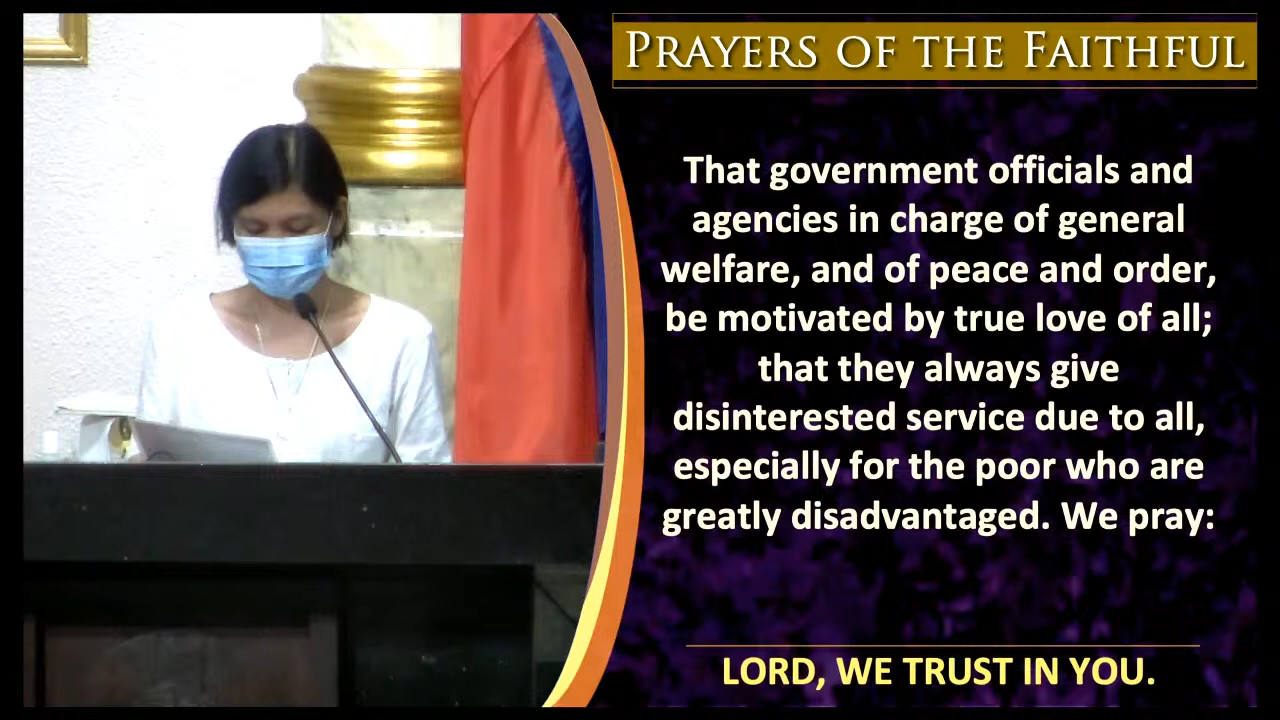 PRAYERS OF THE FAITHFUL
That government officials and
agencies in charge of general
welfare, and of peace and order,
be motivated by true love of all;
that they always give
disinterested service due to all,
especially for the poor who are
greatly disadvantaged. We pray:
LORD, WE TRUST IN YOU.